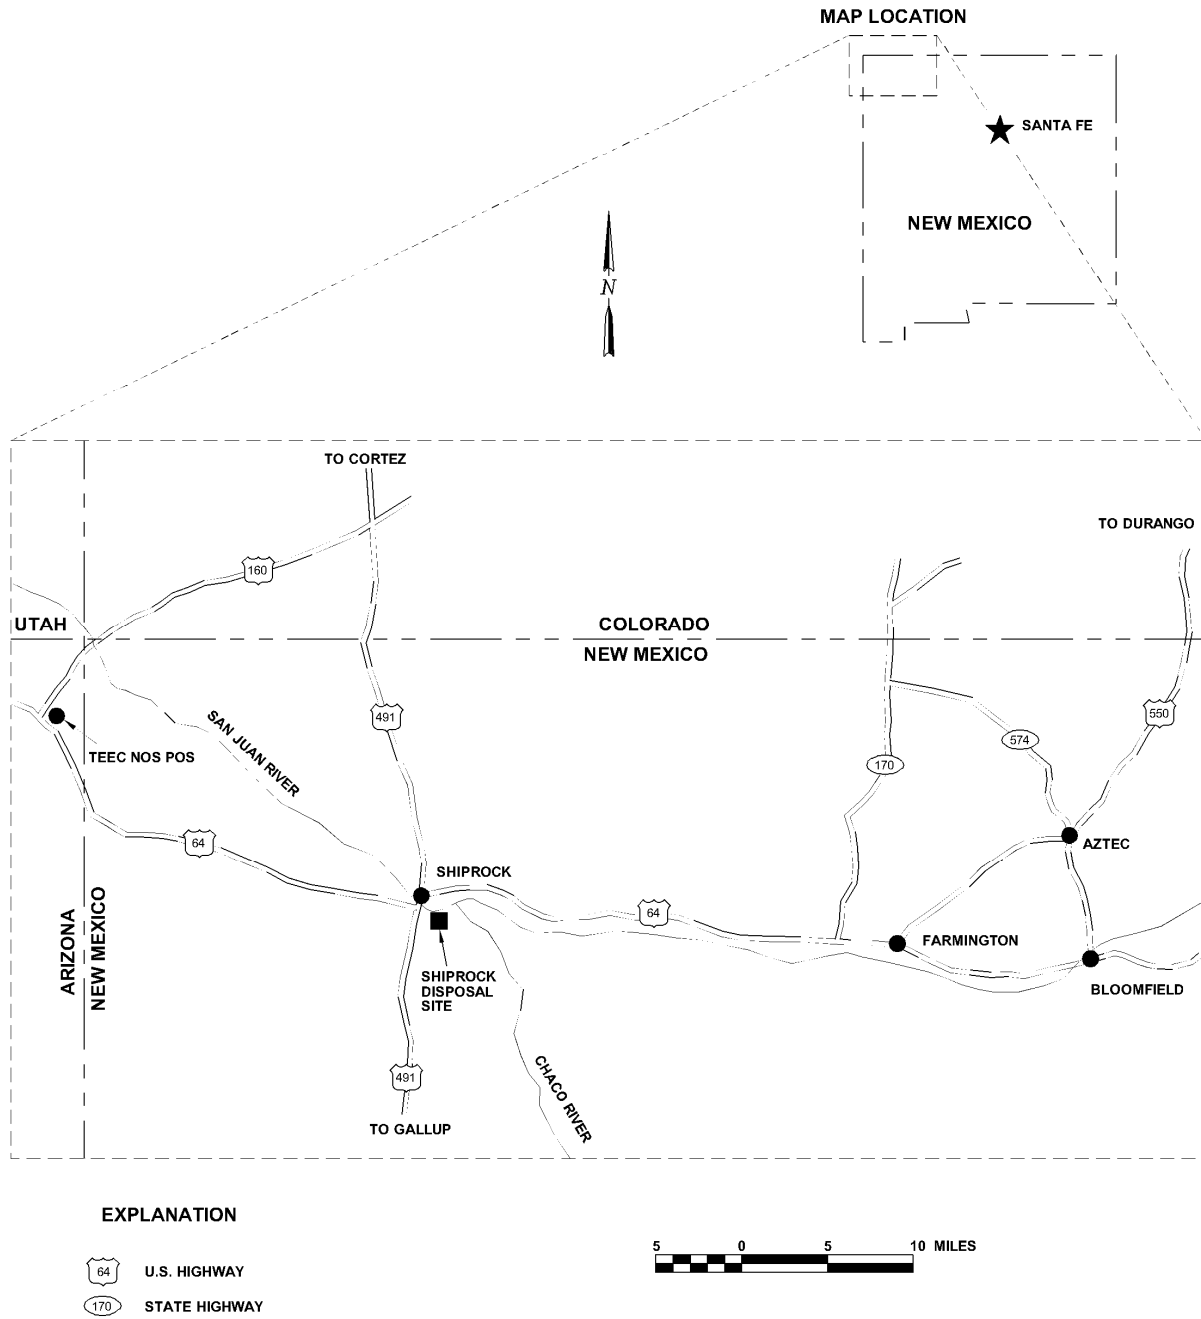 MAP LOCATION
SANTA FE
NEW MEXICO
N
TO CORTEZ
TO DURANGO
160
UTAH
COLORADO
NEW MEXICO
TEEC NOS POS
SAN JUAN RIVER
491
550
574
170
64
AZTEC
SHIPROCK
64
ARIZONA
NEW MEXICO
FARMINGTON
SHIPROCK
DISPOSAL
SITE
BLOOMFIELD
491
CHACO RIVER
TO GALLUP
EXPLANATION
64 U.S. HIGHWAY
170 STATE HIGHWAY
5 0 5 10 MILES